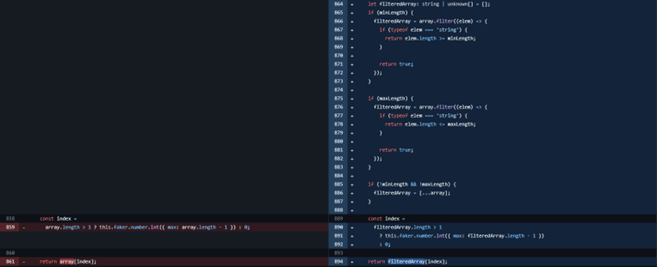 864 + let filteredArray: string | unknown[] = [];
865 + if (minLength) {
866 + filteredArray = array.filter((elem) => {
867 + if (typeof elem === 'string') {
868 + return elem.length >= minLength;
869 + }
870 +
871 + return true;
872 + });
873 + }
874 +
875 + if (maxLength) {
876 + filteredArray = array.filter((elem) => {
877 + if (typeof elem === 'string') {
878 + return elem.length <= maxLength;
879 + }
880 +
881 + return true;
882 + });
883 + }
884 +
885 + if (!minLength && !maxLength) {
886 + filteredArray = [...array];
887 + }
888 +
858 const index =
859 - array.length > 1 ? this.faker.number.int({ max: array.length - 1 }) : 0;
860
861 - return array[index];
889 const index =
890 + filteredArray.length > 1
891 + ? this.faker.number.int({ max: filteredArray.length - 1 })
892 + : 0;
893
894 + return filteredArray[index];